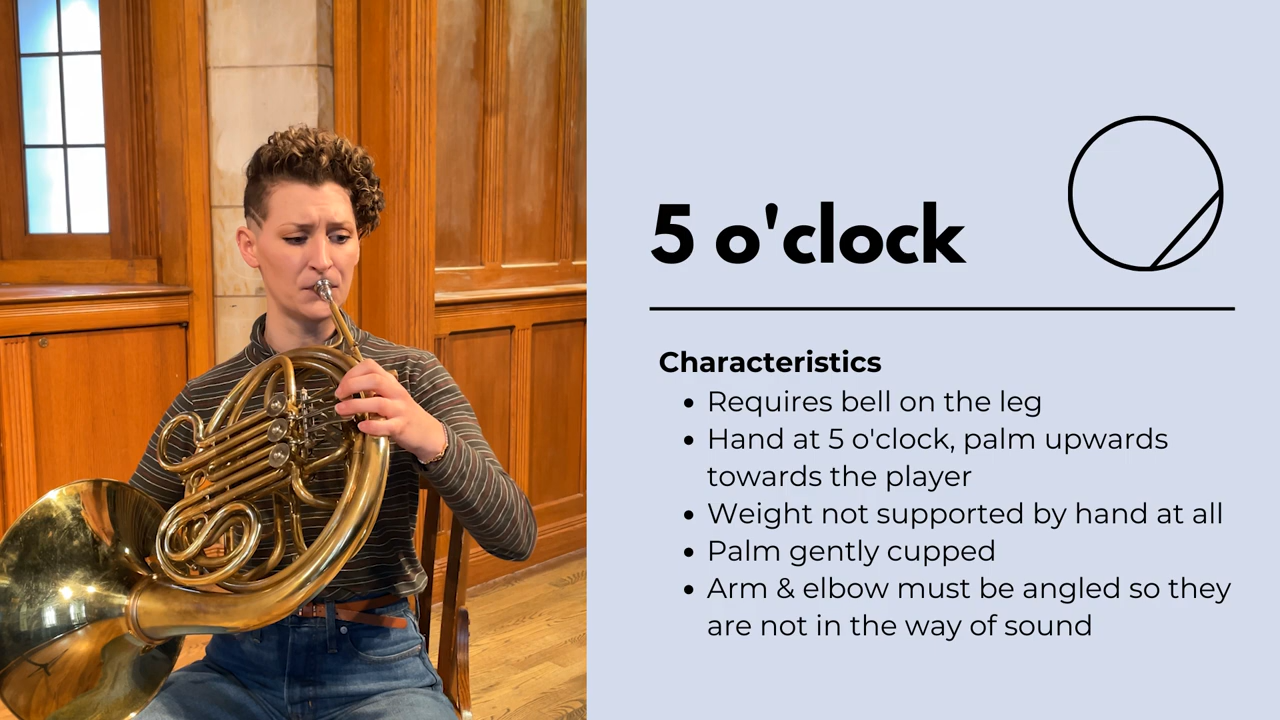 5 o'clock
Characteristics
• Requires bell on the leg
• Hand at 5 o'clock, palm upwards
towards the player
• Weight not supported by hand at all
• Palm gently cupped
• Arm & elbow must be angled so they
are not in the way of sound